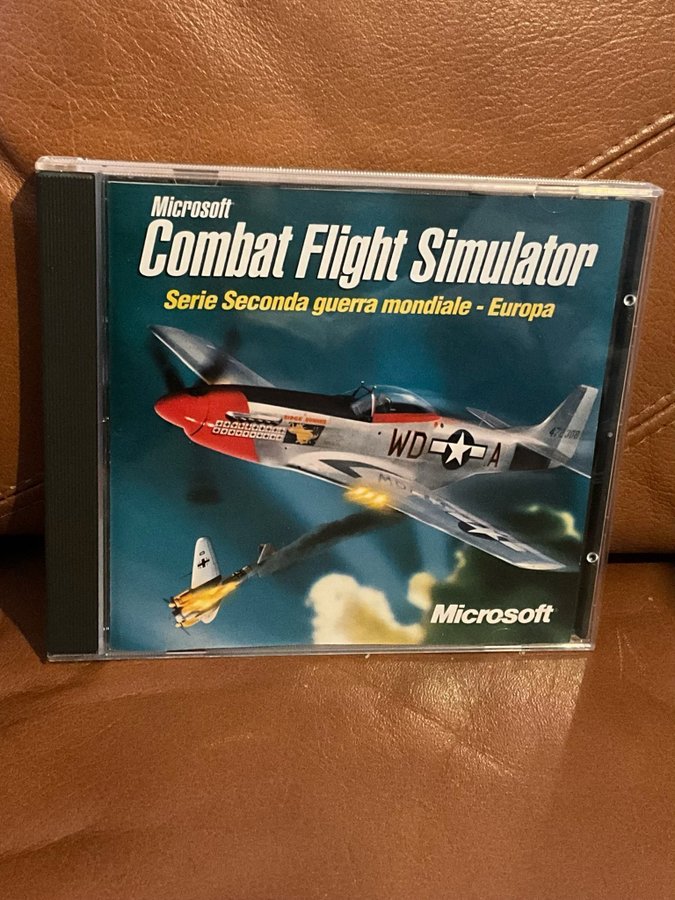 Microsoft
Combat Flight Simulator
Serie Seconda guerra mondiale - Europa
WD A
Microsoft